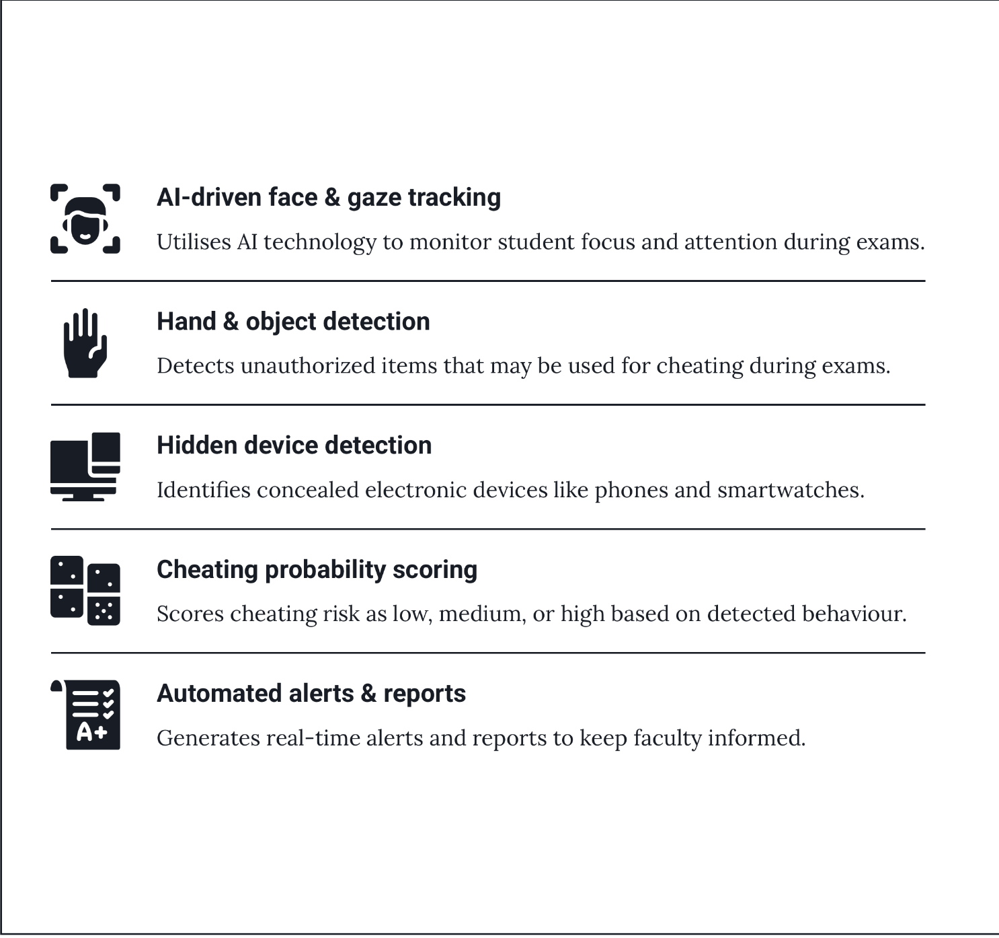 AI-driven face & gaze tracking
Utilises AI technology to monitor student focus and attention during exams.
Hand & object detection
Detects unauthorized items that may be used for cheating during exams.
Hidden device detection
Identifies concealed electronic devices like phones and smartwatches.
Cheating probability scoring
Scores cheating risk as low, medium, or high based on detected behaviour.
Automated alerts & reports
A+
Generates real-time alerts and reports to keep faculty informed.